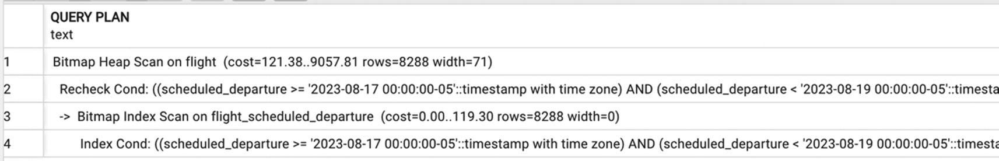 QUERY PLAN
text
1 Bitmap Heap Scan on flight (cost=121.38..9057.81 rows=8288 width=71)
2 Recheck Cond: ((scheduled_departure >= '2023-08-17 00:00:00-05'::timestamp with time zone) AND (scheduled_departure < '2023-08-19 00:00:00-05'::timesta
3 -> Bitmap Index Scan on flight_scheduled_departure (cost=0.00..119.30 rows=8288 width=0)
4 Index Cond: ((scheduled_departure >= '2023-08-17 00:00:00-05'::timestamp with time zone) AND (scheduled_departure < '2023-08-19 00:00:00-05'::timesta